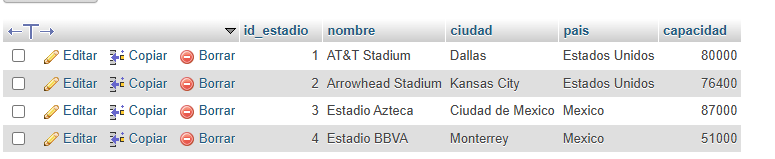 id_estadio nombre ciudad pais capacidad
Editar Copiar Borrar 1 AT&T Stadium Dallas Estados Unidos 80000
Editar Copiar Borrar 2 Arrowhead Stadium Kansas City Estados Unidos 76400
Editar Copiar Borrar 3 Estadio Azteca Ciudad de Mexico Mexico 87000
Editar Copiar Borrar 4 Estadio BBVA Monterrey Mexico 51000